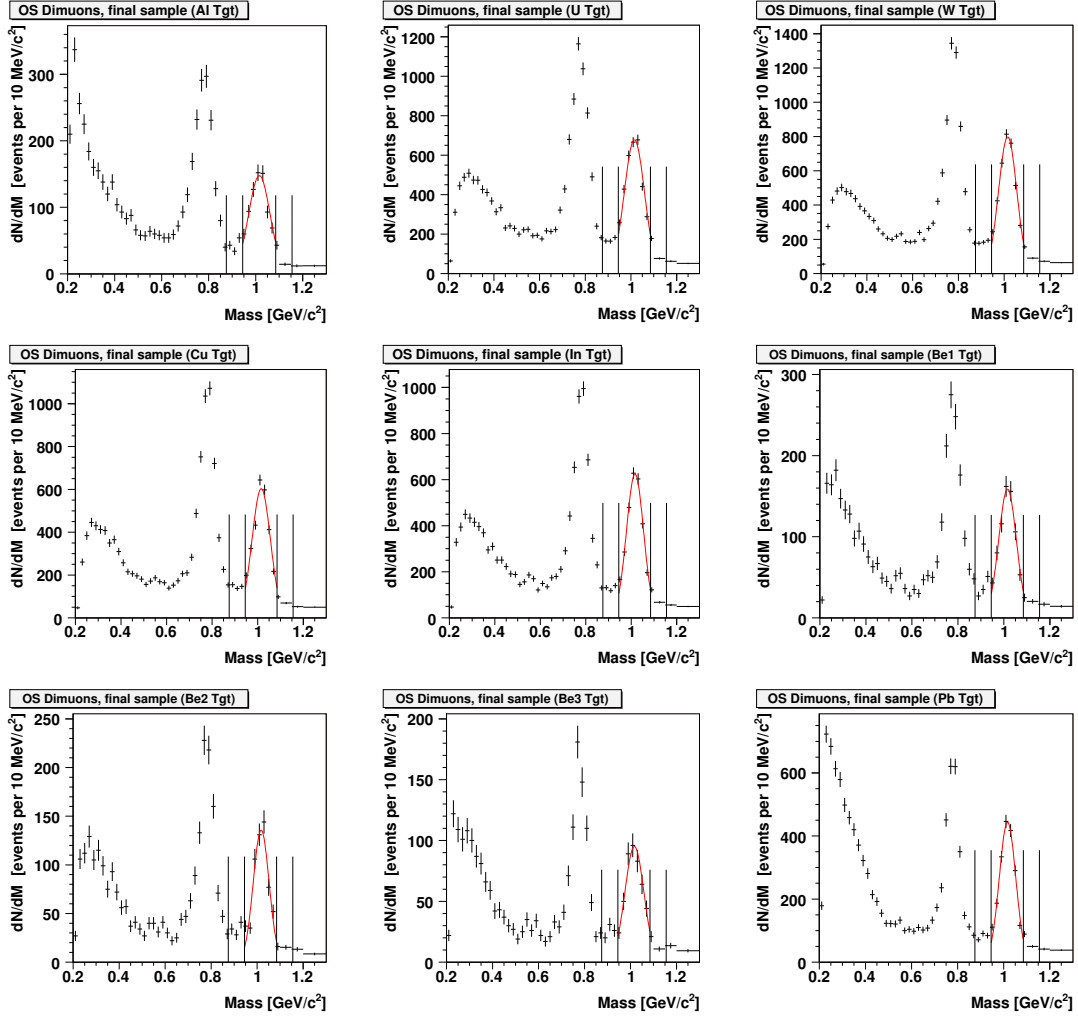 OS Dimuons, final sample (Al Tgt)
dN/dM [events per 10 MeV/c²]
300
200
100
0
0.2 0.4 0.6 0.8 1 1.2
Mass [GeV/c²]
OS Dimuons, final sample (U Tgt)
dN/dM [events per 10 MeV/c²]
1200
1000
800
600
400
200
0
0.2 0.4 0.6 0.8 1 1.2
Mass [GeV/c²]
OS Dimuons, final sample (W Tgt)
dN/dM [events per 10 MeV/c²]
1400
1200
1000
800
600
400
200
0
0.2 0.4 0.6 0.8 1 1.2
Mass [GeV/c²]
OS Dimuons, final sample (Cu Tgt)
dN/dM [events per 10 MeV/c²]
1000
800
600
400
200
0
0.2 0.4 0.6 0.8 1 1.2
Mass [GeV/c²]
OS Dimuons, final sample (In Tgt)
dN/dM [events per 10 MeV/c²]
1000
800
600
400
200
0
0.2 0.4 0.6 0.8 1 1.2
Mass [GeV/c²]
OS Dimuons, final sample (Be1 Tgt)
dN/dM [events per 10 MeV/c²]
300
200
100
0
0.2 0.4 0.6 0.8 1 1.2
Mass [GeV/c²]
OS Dimuons, final sample (Be2 Tgt)
dN/dM [events per 10 MeV/c²]
250
200
150
100
50
0
0.2 0.4 0.6 0.8 1 1.2
Mass [GeV/c²]
OS Dimuons, final sample (Be3 Tgt)
dN/dM [events per 10 MeV/c²]
200
150
100
50
0
0.2 0.4 0.6 0.8 1 1.2
Mass [GeV/c²]
OS Dimuons, final sample (Pb Tgt)
dN/dM [events per 10 MeV/c²]
600
400
200
0
0.2 0.4 0.6 0.8 1 1.2
Mass [GeV/c²]